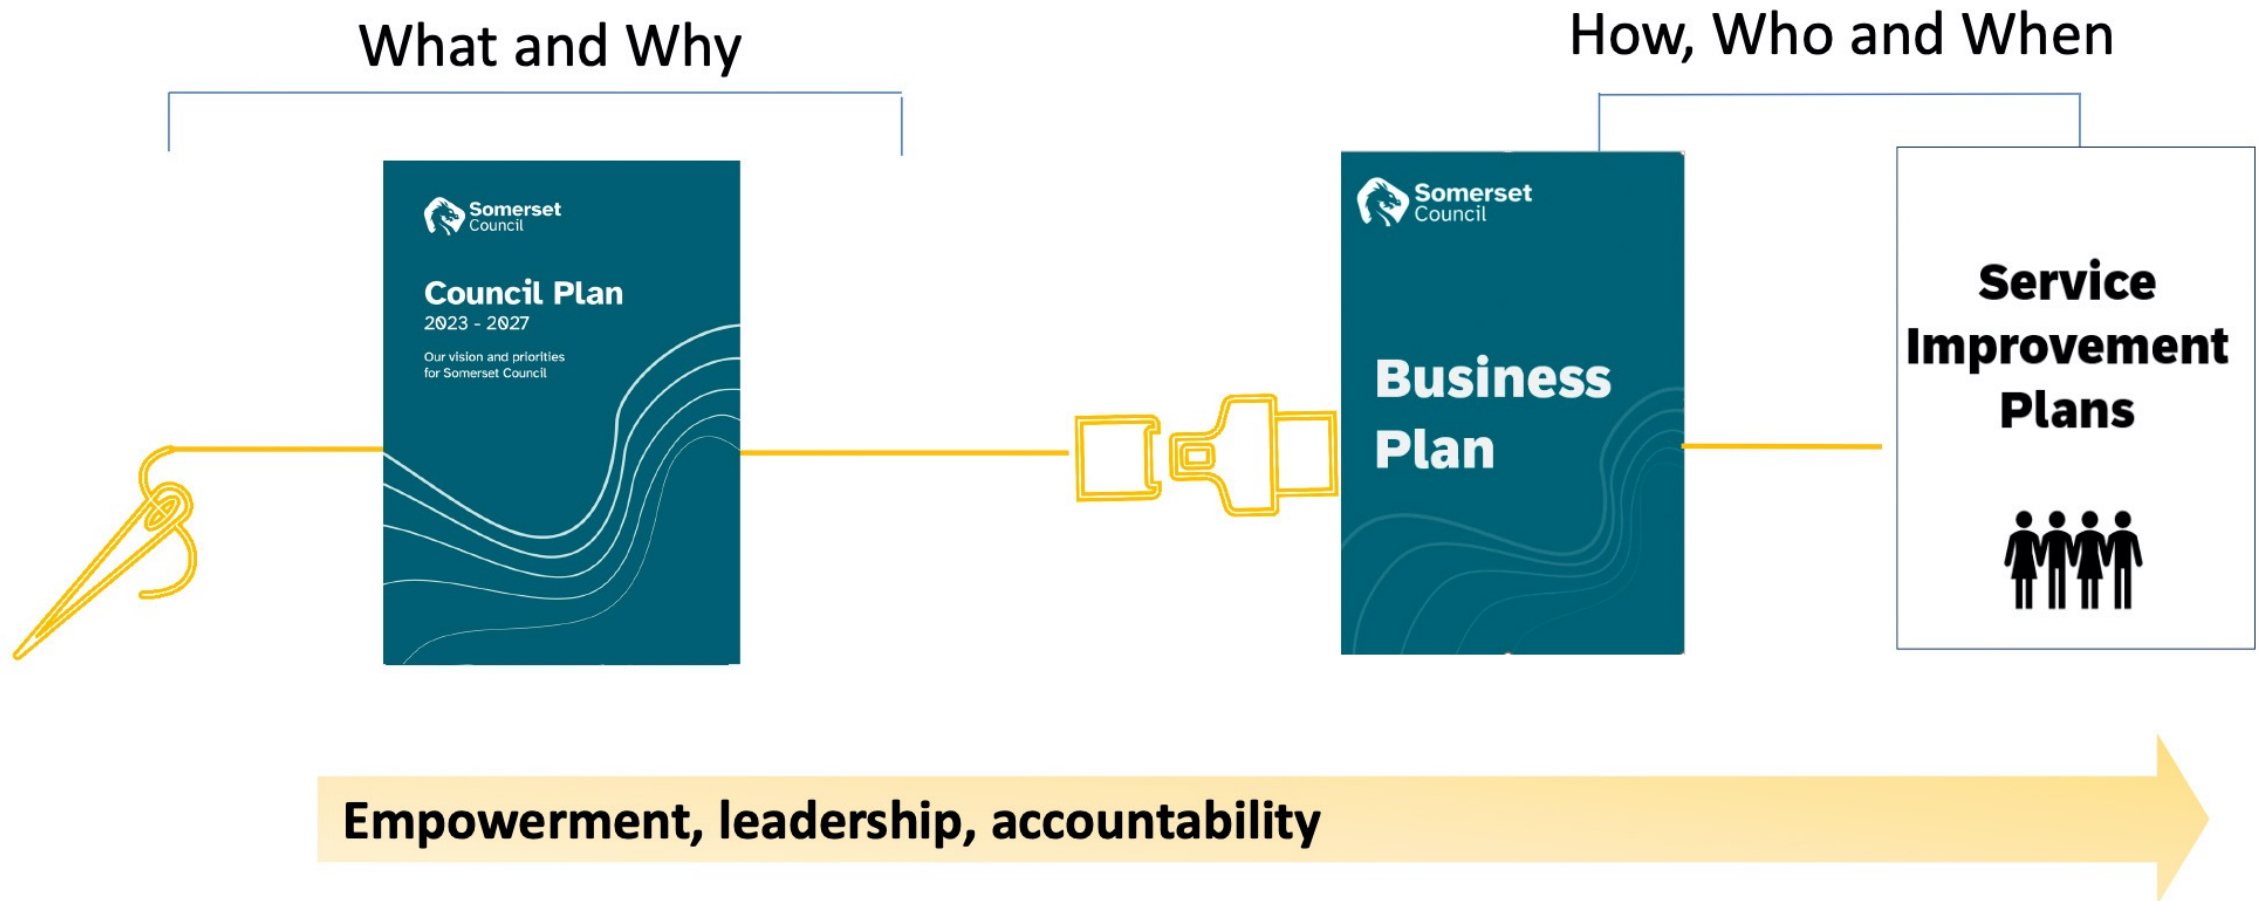 What and Why
How, Who and When
Somerset
Council
Council Plan
2023 - 2027
Our vision and priorities
for Somerset Council
Somerset
Council
Business
Plan
Service
Improvement
Plans
Empowerment, leadership, accountability